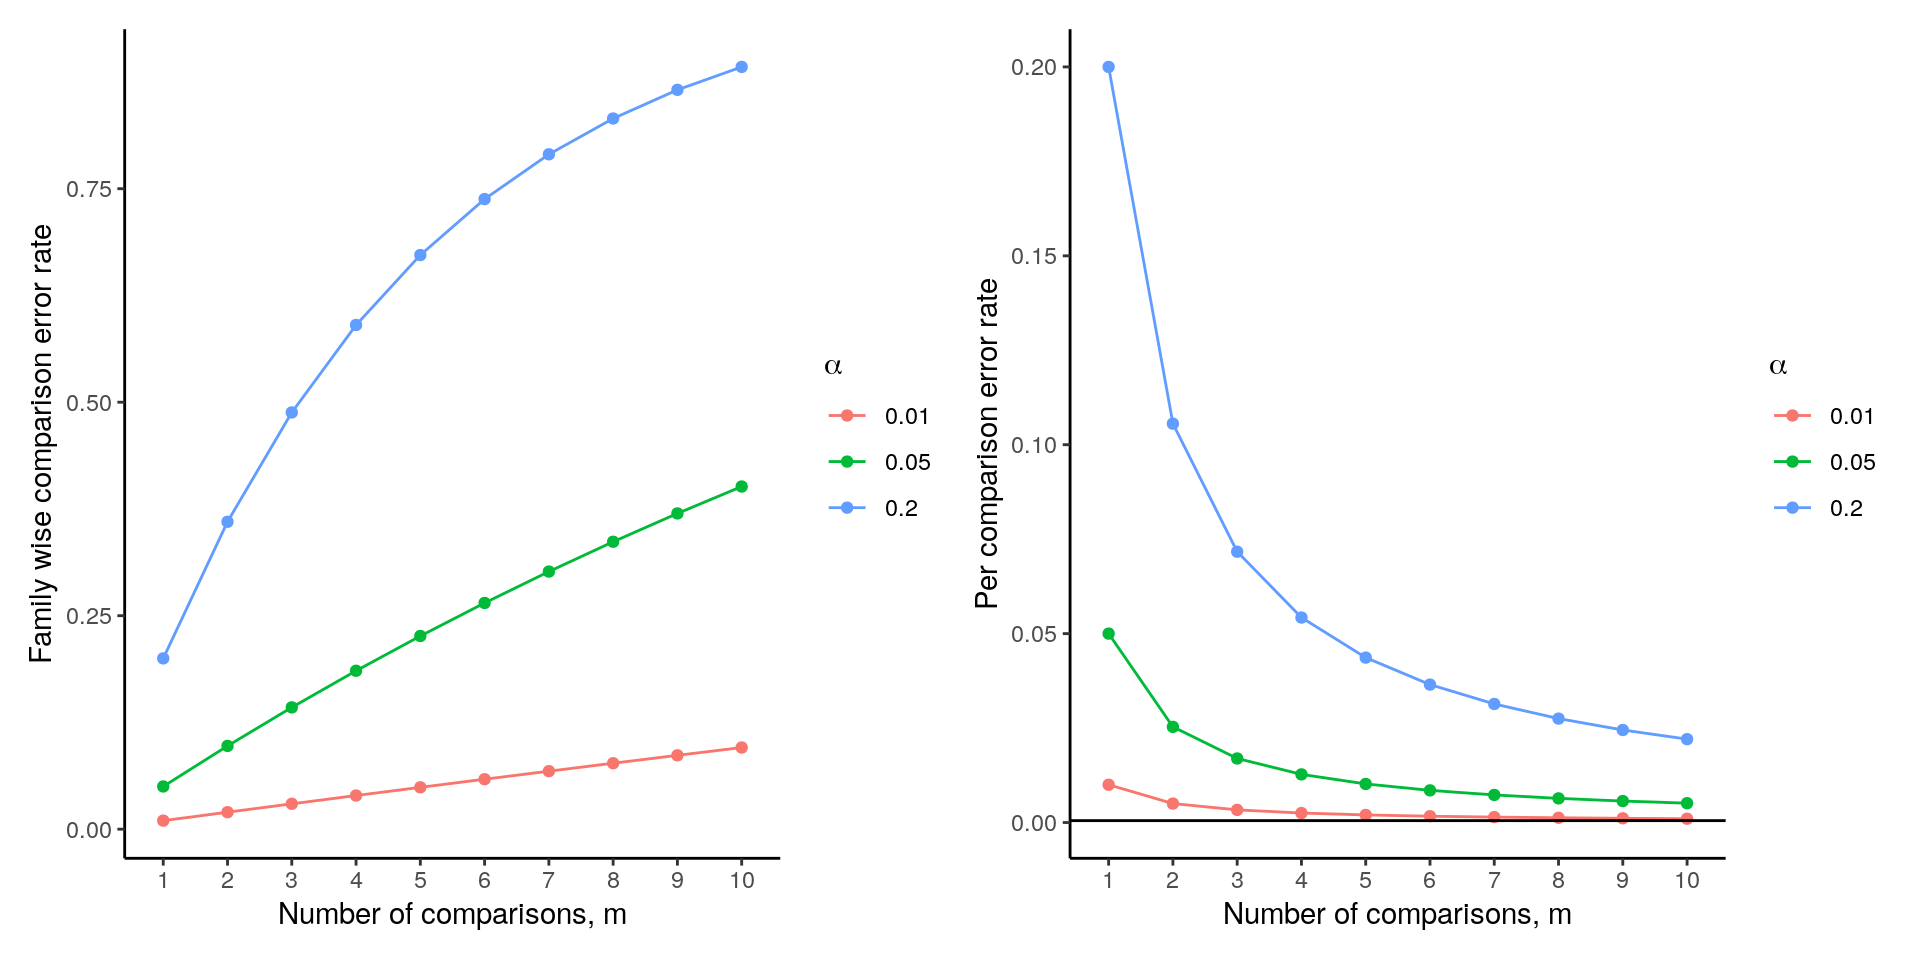 Family wise comparison error rate
0.75
0.50
0.25
0.00
1 2 3 4 5 6 7 8 9 10
Number of comparisons, m
α
0.01
0.05
0.2
Per comparison error rate
0.20
0.15
0.10
0.05
0.00
1 2 3 4 5 6 7 8 9 10
Number of comparisons, m
α
0.01
0.05
0.2